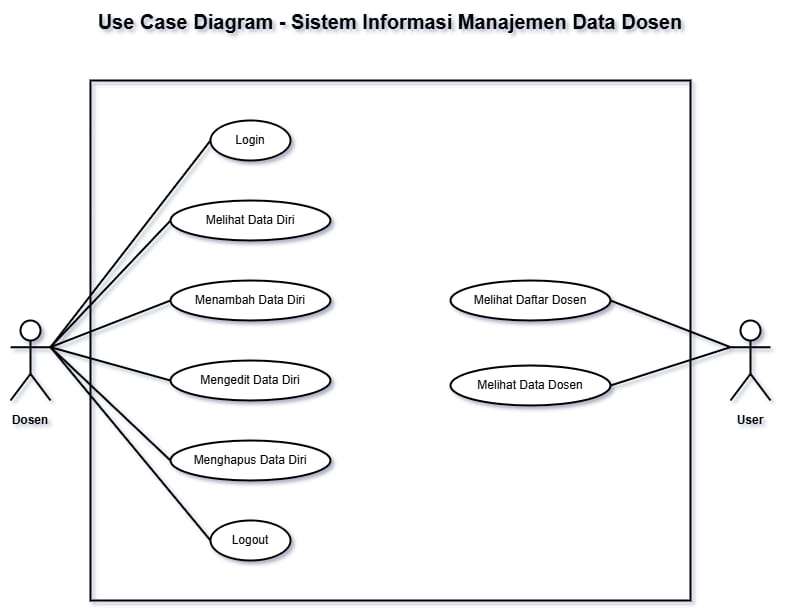 Use Case Diagram - Sistem Informasi Manajemen Data Dosen
Login
Melihat Data Diri
Menambah Data Diri
Mengedit Data Diri
Menghapus Data Diri
Logout
Melihat Daftar Dosen
Melihat Data Dosen
Dosen
User